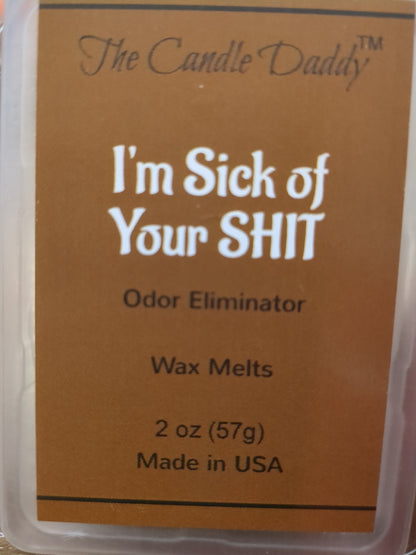 The Candle Daddy™
I'm Sick of
Your SHIT
Odor Eliminator
Wax Melts
2 oz (57g)
Made in USA